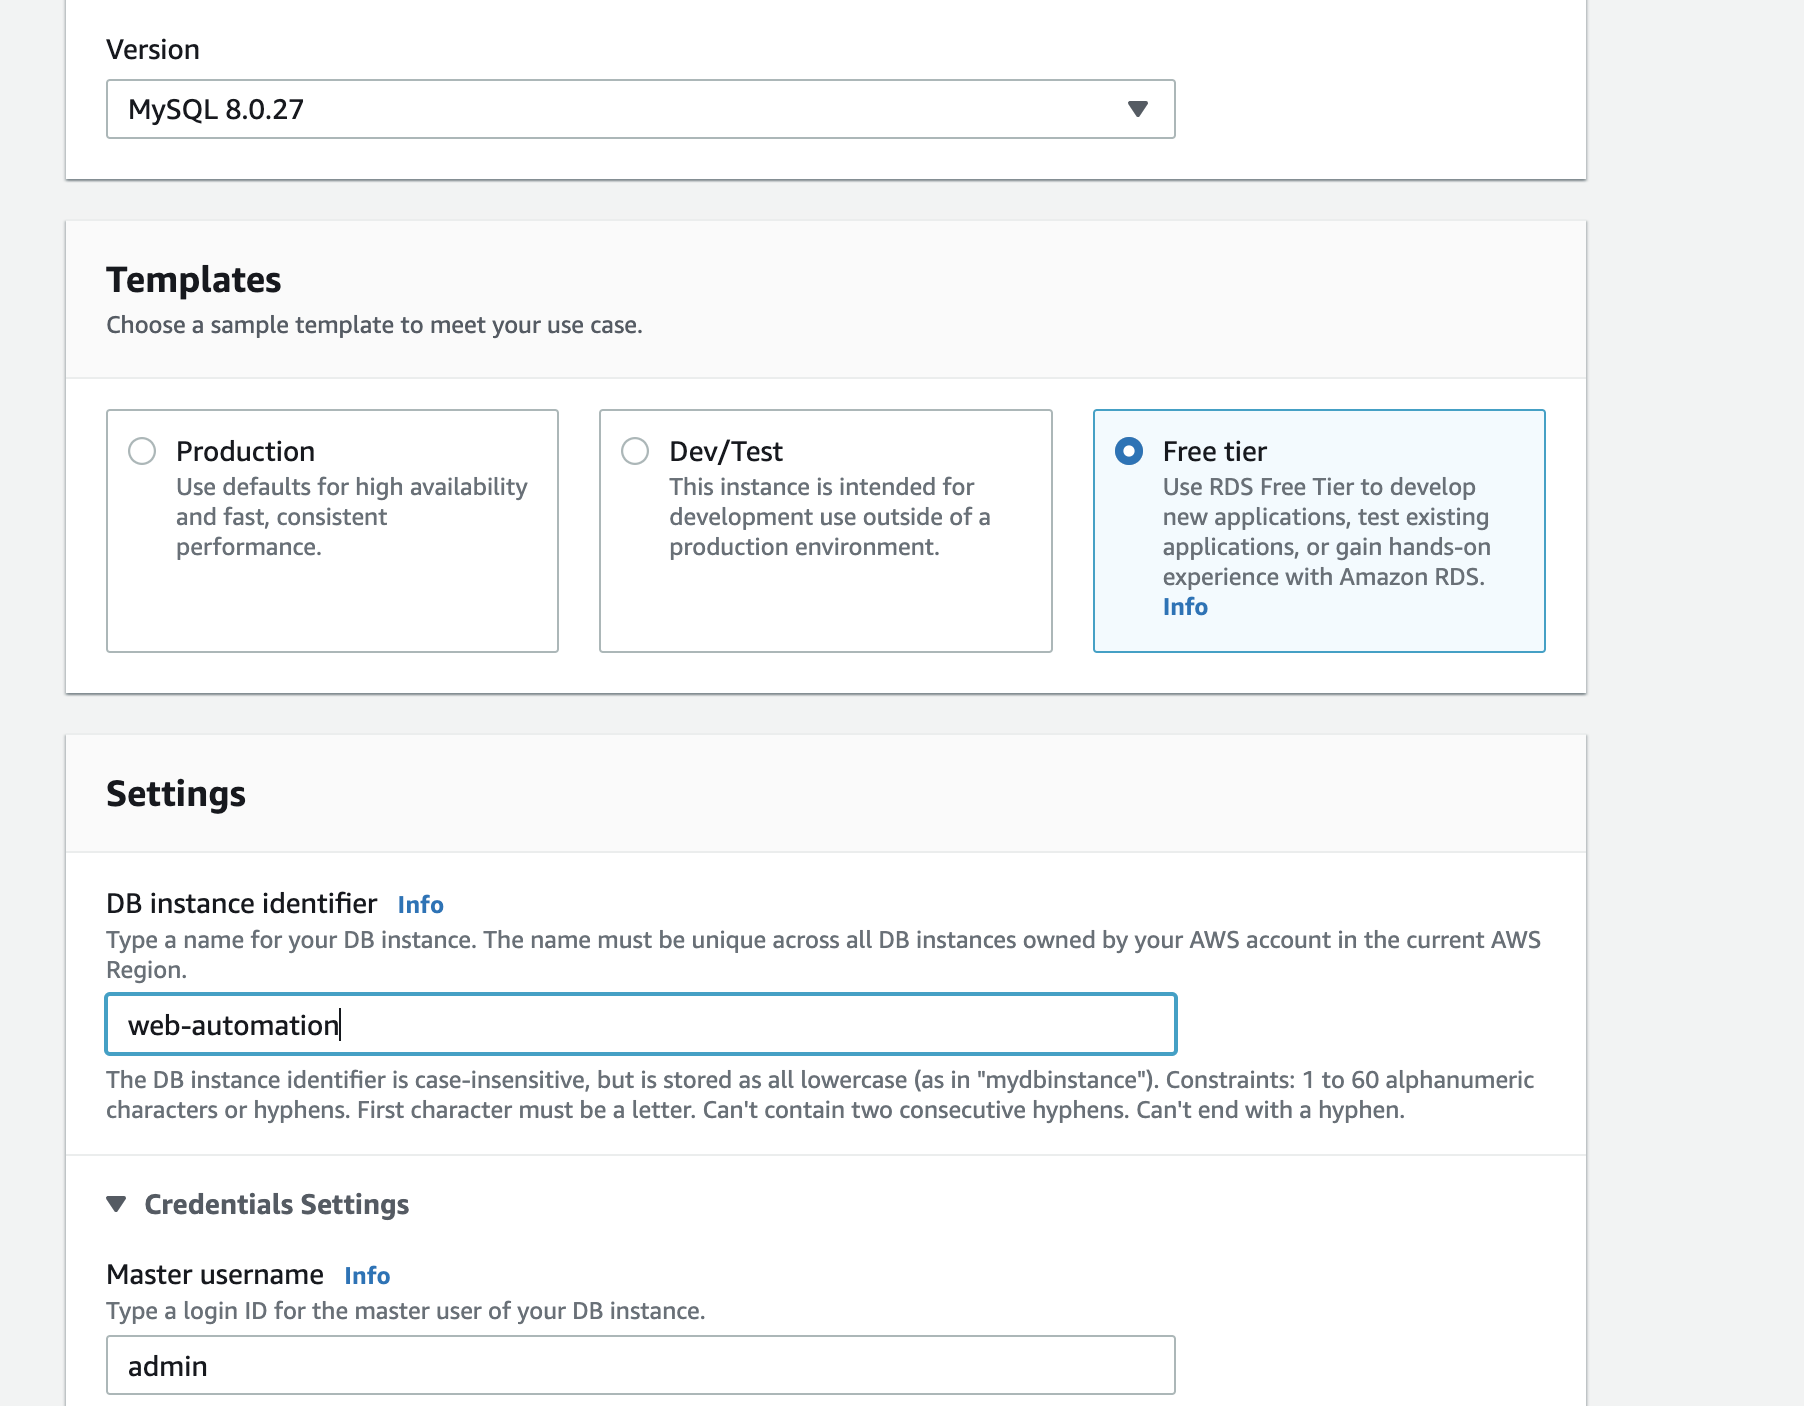 Version
MySQL 8.0.27
Templates
Choose a sample template to meet your use case.
Production
Use defaults for high availability
and fast, consistent
performance.
Dev/Test
This instance is intended for
development use outside of a
production environment.
Free tier
Use RDS Free Tier to develop
new applications, test existing
applications, or gain hands-on
experience with Amazon RDS.
Info
Settings
DB instance identifier Info
Type a name for your DB instance. The name must be unique across all DB instances owned by your AWS account in the current AWS
Region.
web-automation
The DB instance identifier is case-insensitive, but is stored as all lowercase (as in "mydbinstance"). Constraints: 1 to 60 alphanumeric
characters or hyphens. First character must be a letter. Can't contain two consecutive hyphens. Can't end with a hyphen.
Credentials Settings
Master username Info
Type a login ID for the master user of your DB instance.
admin